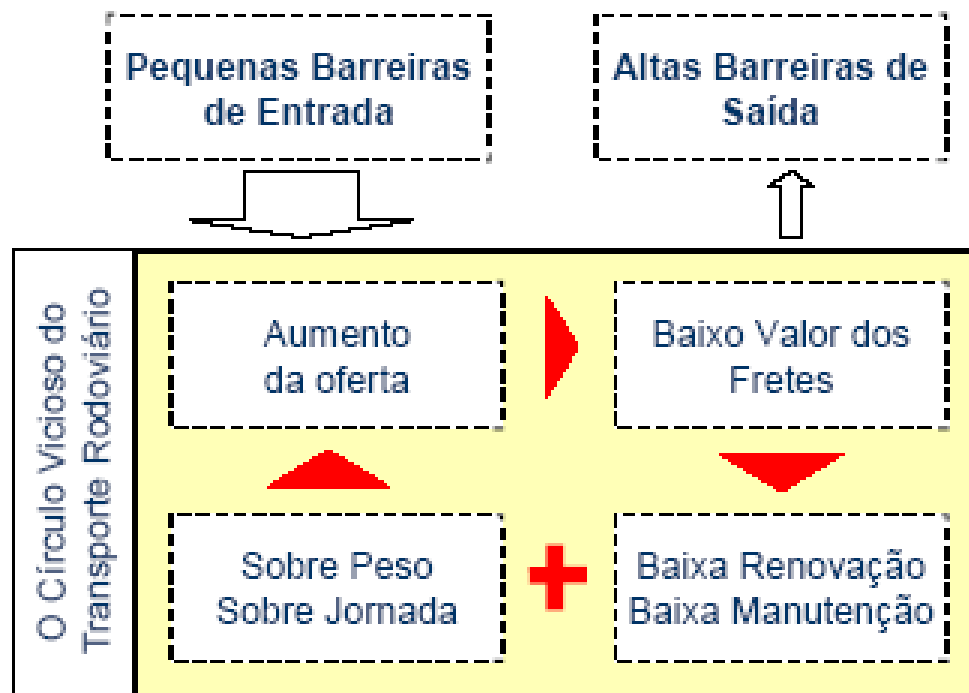 Pequenas Barreiras
de Entrada
Altas Barreiras de
Saída
O Círculo Vicioso do
Transporte Rodoviário
Aumento
da oferta
Baixo Valor dos
Fretes
Sobre Peso
Sobre Jornada
Baixa Renovação
Baixa Manutenção